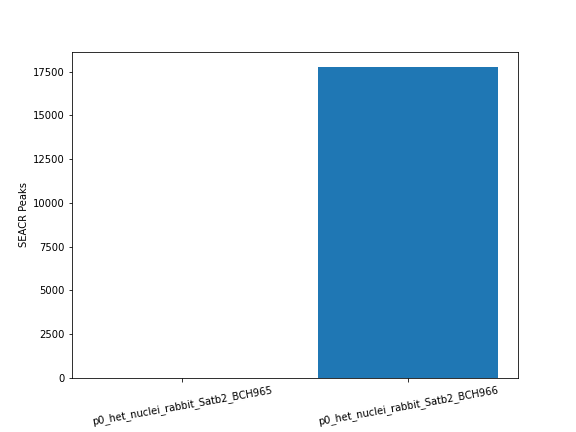 17500
15000
12500
10000
7500
5000
2500
0
SEACR Peaks
p0_het_nuclei_rabbit_Satb2_BCH965
p0_het_nuclei_rabbit_Satb2_BCH966